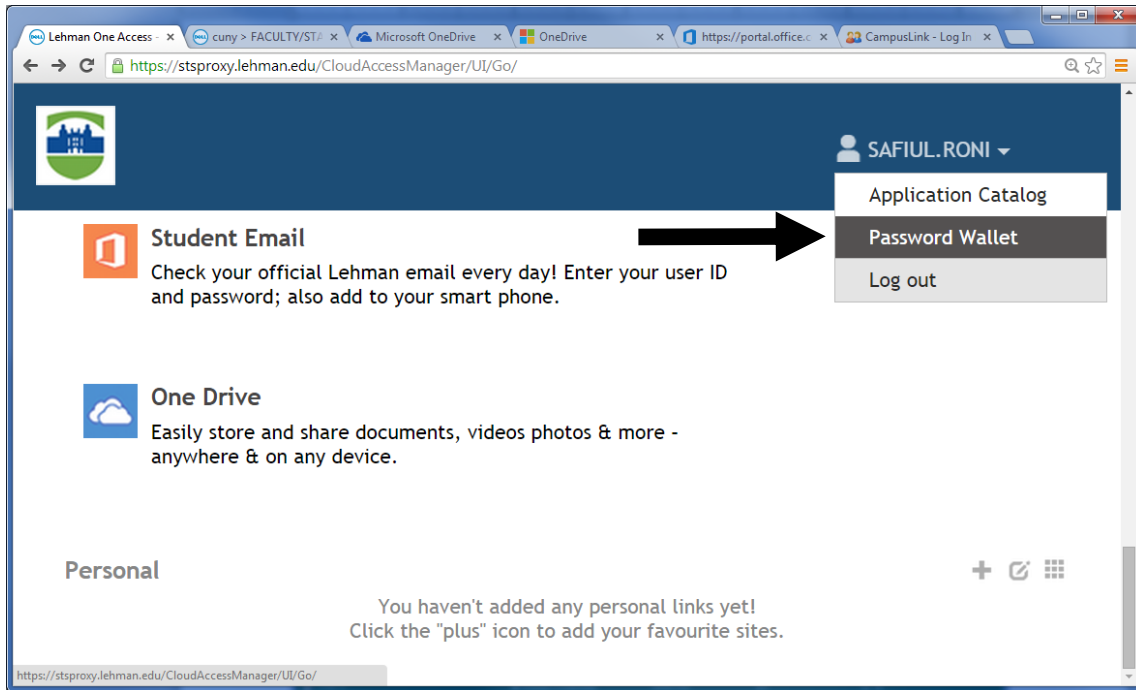 Lehman One Access -
cuny > FACULTY/STA
Microsoft OneDrive
OneDrive
https://portal.office.c
CampusLink - Log In
https://stsproxy.lehman.edu/CloudAccessManager/UI/Go/
SAFIUL.RONI
Application Catalog
Password Wallet
Log out
Student Email
Check your official Lehman email every day! Enter your user ID
and password; also add to your smart phone.
One Drive
Easily store and share documents, videos photos & more -
anywhere & on any device.
Personal
You haven't added any personal links yet!
Click the "plus" icon to add your favourite sites.
https://stsproxy.lehman.edu/CloudAccessManager/UI/Go/